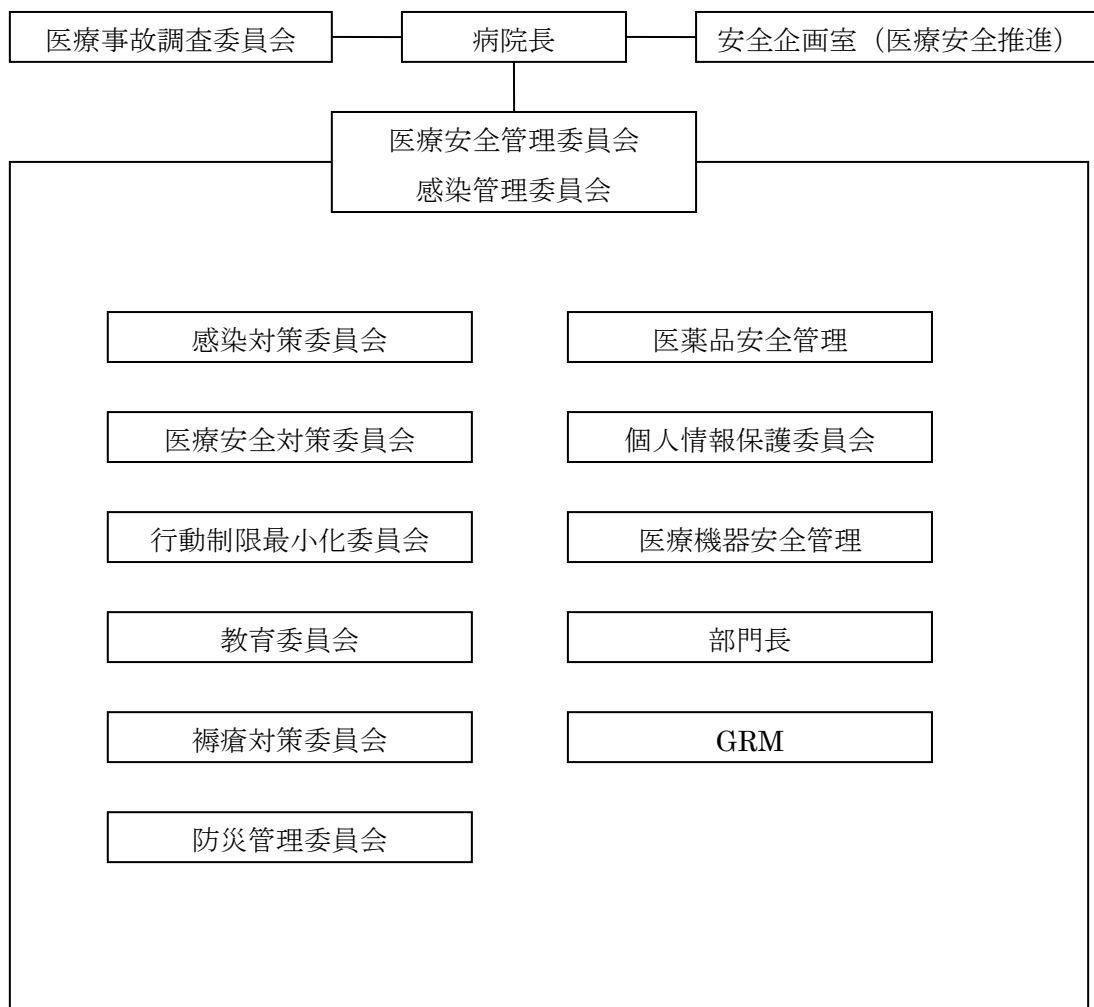 医療事故調査委員会
病院長
安全企画室（医療安全推進）
医療安全管理委員会
感染管理委員会
感染対策委員会
医薬品安全管理
医療安全対策委員会
個人情報保護委員会
行動制限最小化委員会
医療機器安全管理
教育委員会
部門長
褥瘡対策委員会
GRM
防災管理委員会